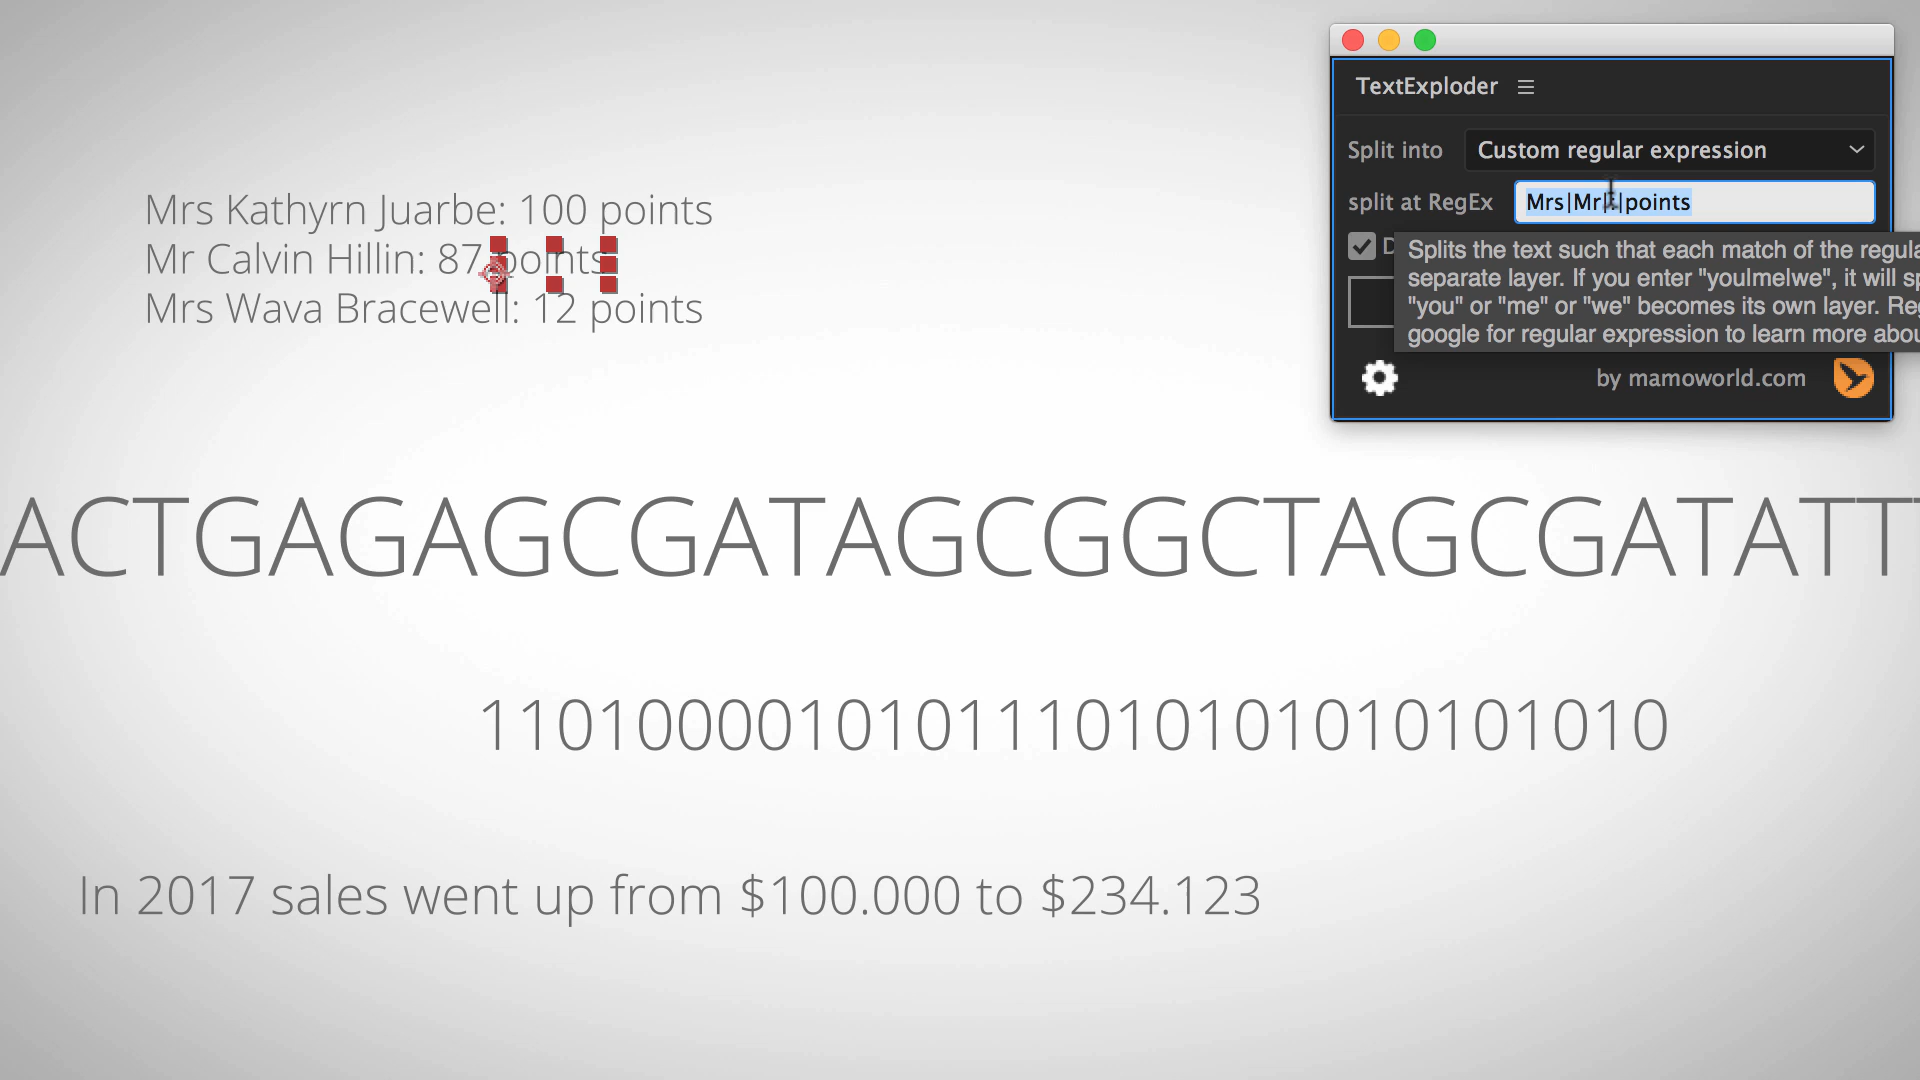 TextExploder
Split into Custom regular expression
split at RegEx Mrs|Mr|:|points
Splits the text such that each match of the regula
separate layer. If you enter "you|me|we", it will sp
"you" or "me" or "we" becomes its own layer. Reg
google for regular expression to learn more abou
by mamoworld.com
Mrs Kathyrn Juarbe: 100 points
Mr Calvin Hillin: 87 points
Mrs Wava Bracewell: 12 points
ACTGAGAGCGATAGCGGCTAGCGATATT
110100001010111010101010101010
In 2017 sales went up from $100.000 to $234.123